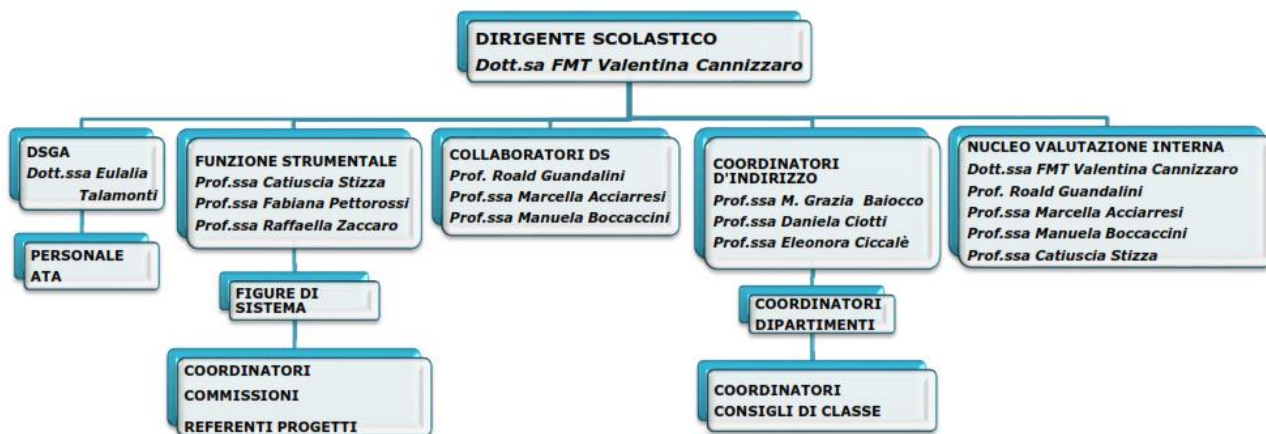 DIRIGENTE SCOLASTICO
Dott.sa FMT Valentina Cannizzaro
DSGA
Dott.ssa Eulalia
Talamonti
PERSONALE
ATA
FUNZIONE STRUMENTALE
Prof.ssa Catiuscia Stizza
Prof.ssa Fabiana Pettorossi
Prof.ssa Raffaella Zaccaro
FIGURE DI
SISTEMA
COORDINATORI
COMMISSIONI
REFERENTI PROGETTI
COLLABORATORI DS
Prof. Roald Guandalini
Prof.ssa Marcella Acciarresi
Prof.ssa Manuela Boccaccini
COORDINATORI
D'INDIRIZZO
Prof.ssa M. Grazia Baiocco
Prof.ssa Daniela Ciotti
Prof.ssa Eleonora Ciccalè
COORDINATORI
DIPARTIMENTI
COORDINATORI
CONSIGLI DI CLASSE
NUCLEO VALUTAZIONE INTERNA
Dott.sa FMT Valentina Cannizzaro
Prof. Roald Guandalini
Prof.ssa Marcella Acciarresi
Prof.ssa Manuela Boccaccini
Prof.ssa Catiuscia Stizza